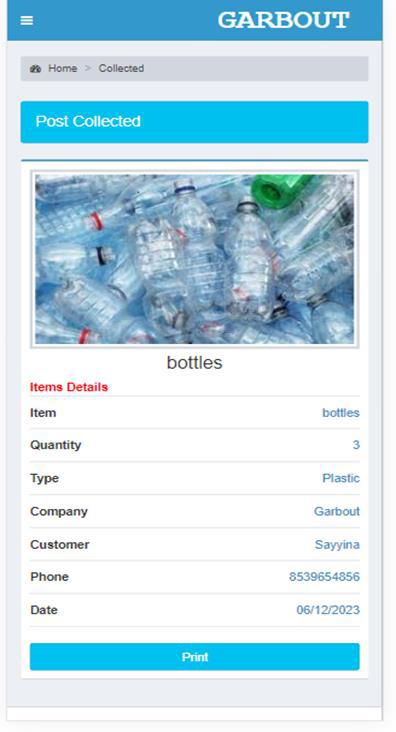 GARBOUT
Home > Collected
Post Collected
bottles
Items Details
Item bottles
Quantity 3
Type Plastic
Company Garbout
Customer Sayyina
Phone 8539654856
Date 06/12/2023
Print